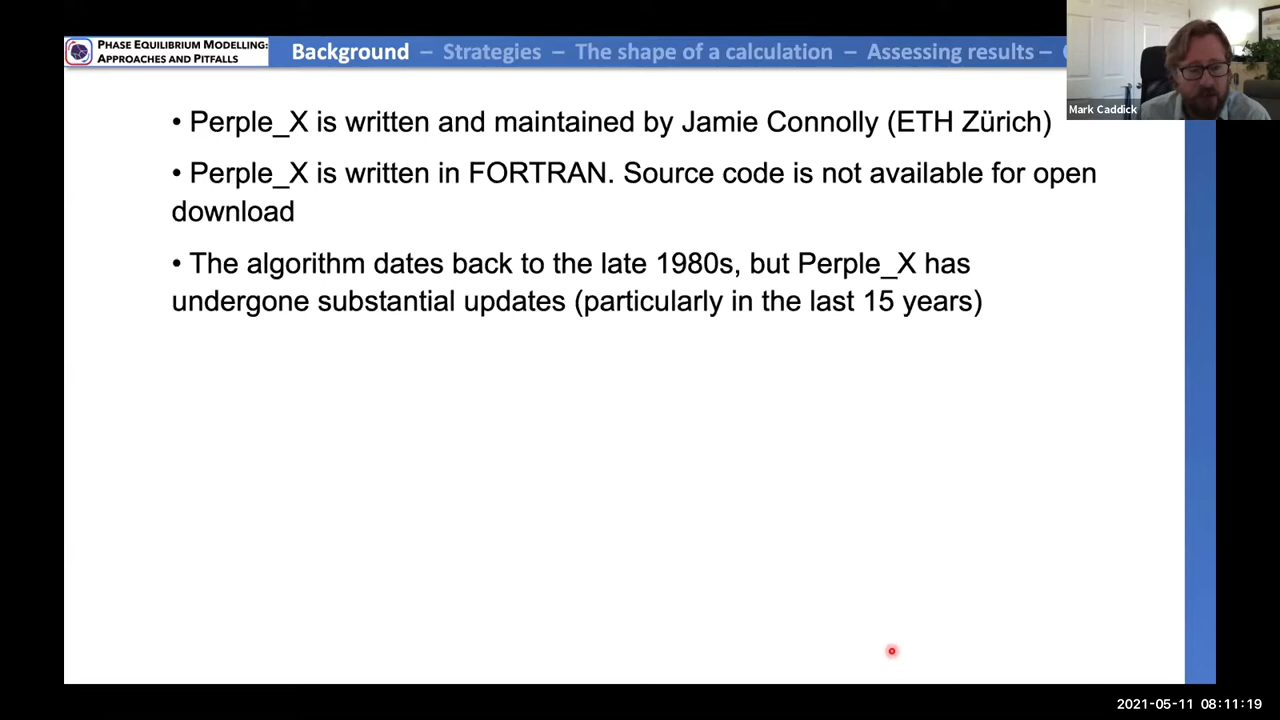 PHASE EQUILIBRIUM MODELLING:
APPROACHES AND PITFALLS
Background – Strategies – The shape of a calculation – Assessing results –
Mark Caddick
• Perple_X is written and maintained by Jamie Connolly (ETH Zürich)
• Perple_X is written in FORTRAN. Source code is not available for open
download
• The algorithm dates back to the late 1980s, but Perple_X has
undergone substantial updates (particularly in the last 15 years)
2021-05-11 08:11:19